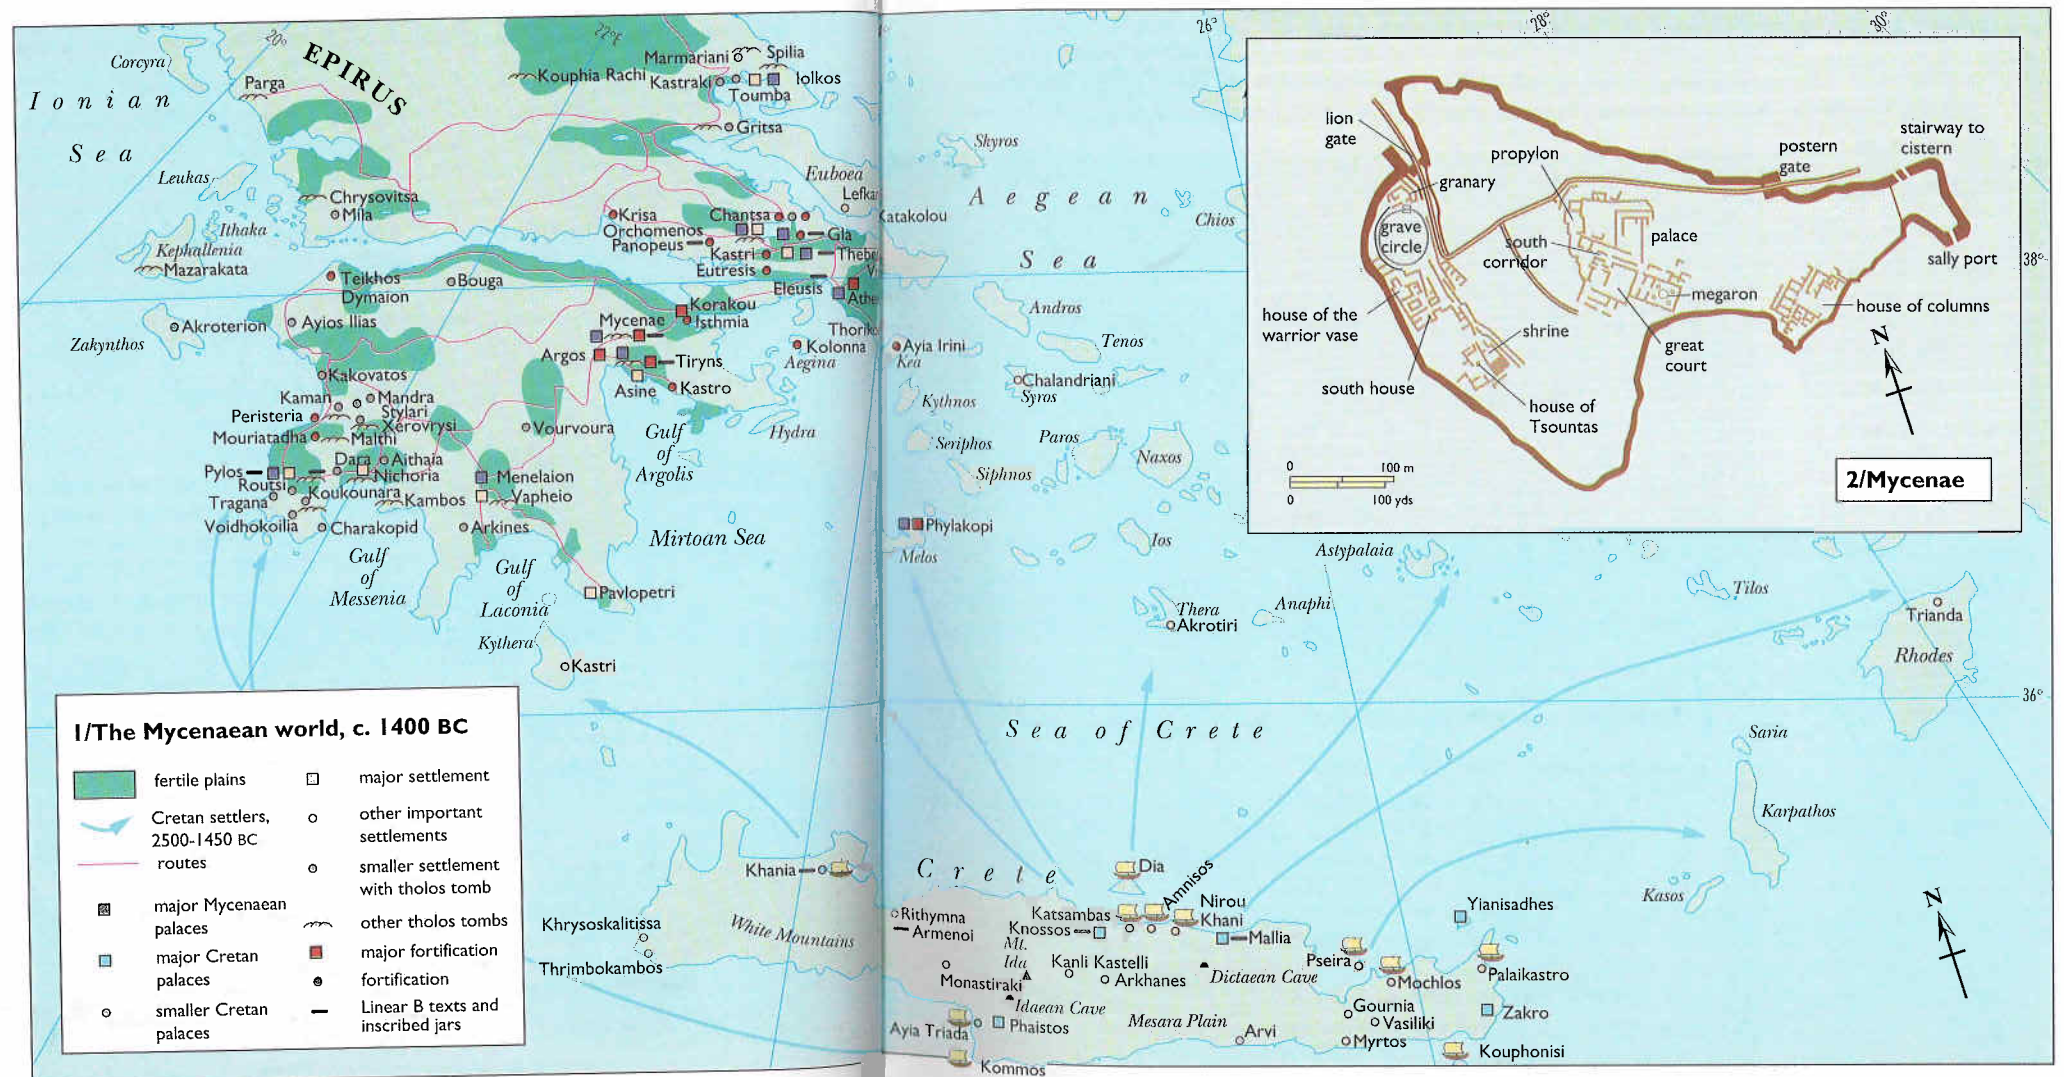 20°
22°E
26°
28°
30°
38°
36°
Corcyra
EPIRUS
Parga
Ionian
Sea
Kouphia Rachi
Marmariani
Spilia
Kastraki
Iolkos
Toumba
Gritsa
Skyros
Euboea
Leukas
Chrysovitsa
Mila
Ithaka
Kephallenia
Mazarakata
Krisa
Orchomenos
Panopeus
Chantsa
Gla
Kastri
Eutresis
Katakolou
Aegean
Sea
Chios
Teikhos
Dymaion
Bouga
Eleusis
Korakou
Isthmia
Andros
Tenos
Akroterion
Zakynthos
Ayios Ilias
Mycenae
Argos
Tiryns
Asine
Kastro
Kolonna
Aegina
Ayia Irini
Kea
Chalandriani
Syros
Kakovatos
Kaman
Mandra
Stylari
Peristeria
Xerovrysi
Mouriatadha
Malthi
Vourvoura
Gulf
of
Argolis
Hydra
Kythnos
Seriphos
Siphnos
Paros
Naxos
Pylos
Dara
Aithaia
Nichoria
Routsi
Koukounara
Tragana
Kambos
Voidhokoilia
Charakopid
Menelaion
Vapheio
Arkines
Gulf
of
Messenia
Gulf
of
Laconia
Mirtoan Sea
Phylakopi
Melos
Ios
Pavlopetri
Kythera
Kastri
Thera
Akrotiri
Anaphi
Astypalaia
Tilos
Trianda
Rhodes
Sea of Crete
Saria
Karpathos
Kasos
Crete
Khania
White Mountains
Khrysoskalitissa
Thrimbokambos
Rithymna
Armenoi
Dia
Katsambas
Amnisos
Nirou
Khani
Knossos
Mt.
Ida
Mallia
Monastiraki
Kanli Kastelli
Arkhanes
Dictaean Cave
Idaean Cave
Ayia Triada
Phaistos
Mesara Plain
Arvi
Kommos
Pseira
Mochlos
Gournia
Vasiliki
Myrtos
Yianisadhes
Palaikastro
Zakro
Kouphonisi
1/The Mycenaean world, c. 1400 BC
fertile plains
Cretan settlers,
2500-1450 BC
routes
major Mycenaean
palaces
major Cretan
palaces
smaller Cretan
palaces
major settlement
other important
settlements
smaller settlement
with tholos tomb
other tholos tombs
major fortification
fortification
Linear B texts and
inscribed jars
N
lion
gate
granary
grave
circle
propylon
postern
gate
stairway to
cistern
south
corridor
palace
sally port
megaron
house of columns
house of the
warrior vase
shrine
great
court
south house
house of
Tsountas
0
100 m
0
100 yds
N
2/Mycenae